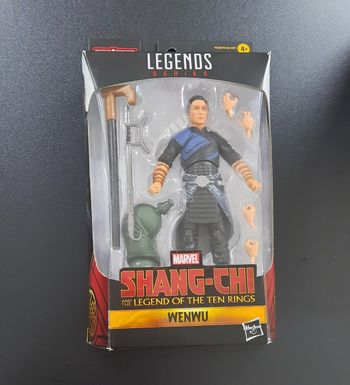 LEGENDS
SERIES
4+
MARVEL
SHANG-CHI
AND THE LEGEND OF THE TEN RINGS
WENWU
Hasbro